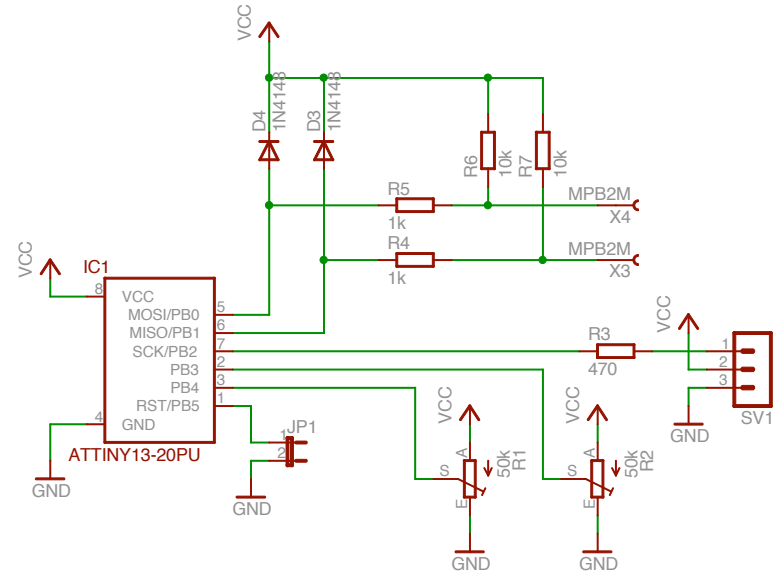 VCC
D4
1N4148
D3
1N4148
R6
10k
R7
10k
R5
1k
MPB2M
X4
R4
1k
MPB2M
X3
VCC
IC1
8
VCC
MOSI/PB0
5
MISO/PB1
6
SCK/PB2
7
PB3
2
PB4
3
RST/PB5
1
4
GND
ATTINY13-20PU
GND
JP1
1
2
GND
R3
470
VCC
1
2
3
SV1
GND
VCC
A
S
E
50k
R1
GND
VCC
A
S
E
50k
R2
GND